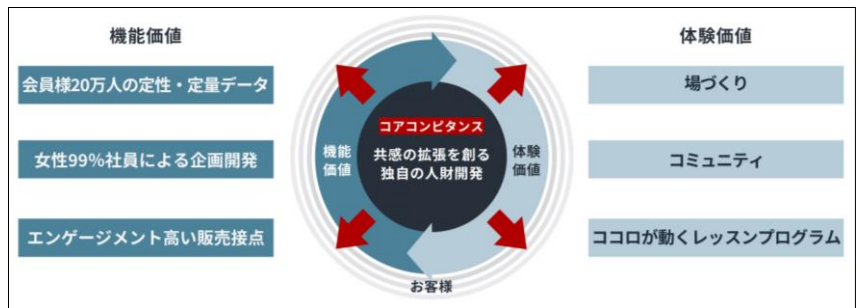 機能価値
会員様20万人の定性・定量データ
女性99%社員による企画開発
エンゲージメント高い販売接点
コアコンピタンス
共感の拡張を創る
独自の人財開発
機能
価値
体験
価値
お客様
体験価値
場づくり
コミュニティ
ココロが動くレッスンプログラム